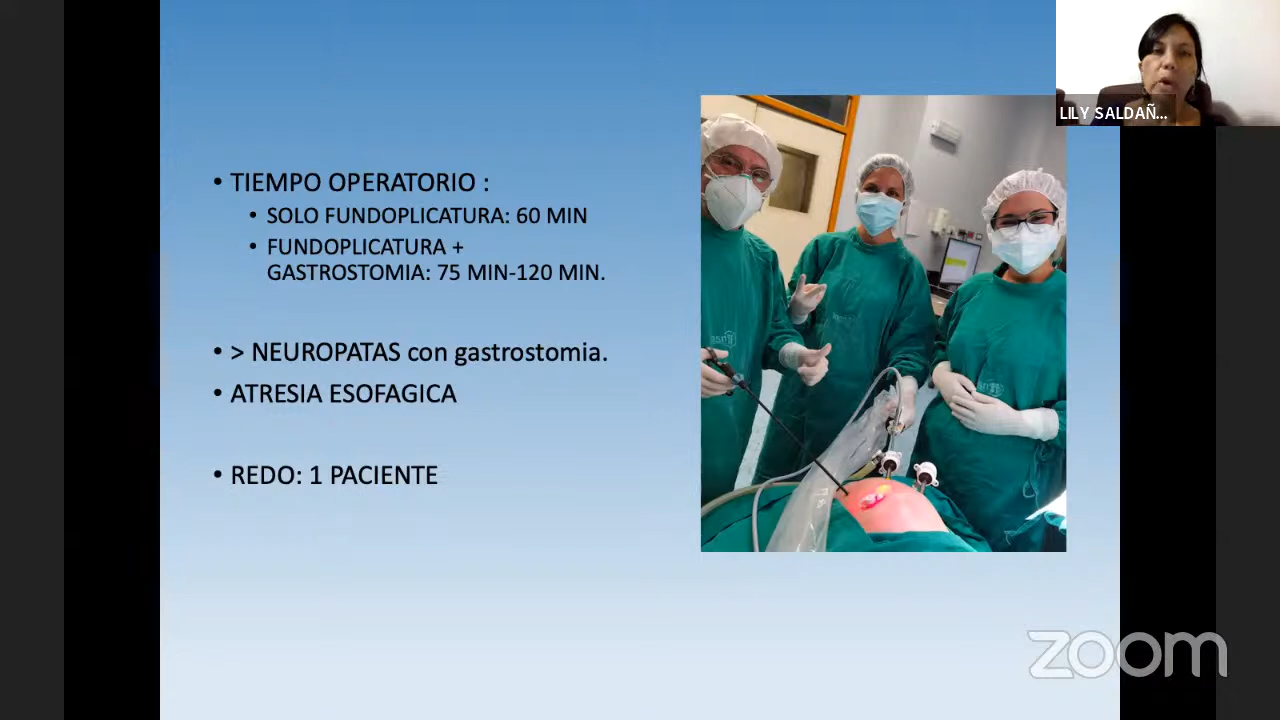 LILY SALDAÑ...
• TIEMPO OPERATORIO :
• SOLO FUNDOPLICATURA: 60 MIN
• FUNDOPLICATURA +
GASTROSTOMIA: 75 MIN-120 MIN.
• > NEUROPATAS con gastrostomia.
• ATRESIA ESOFAGICA
• REDO: 1 PACIENTE
zoom